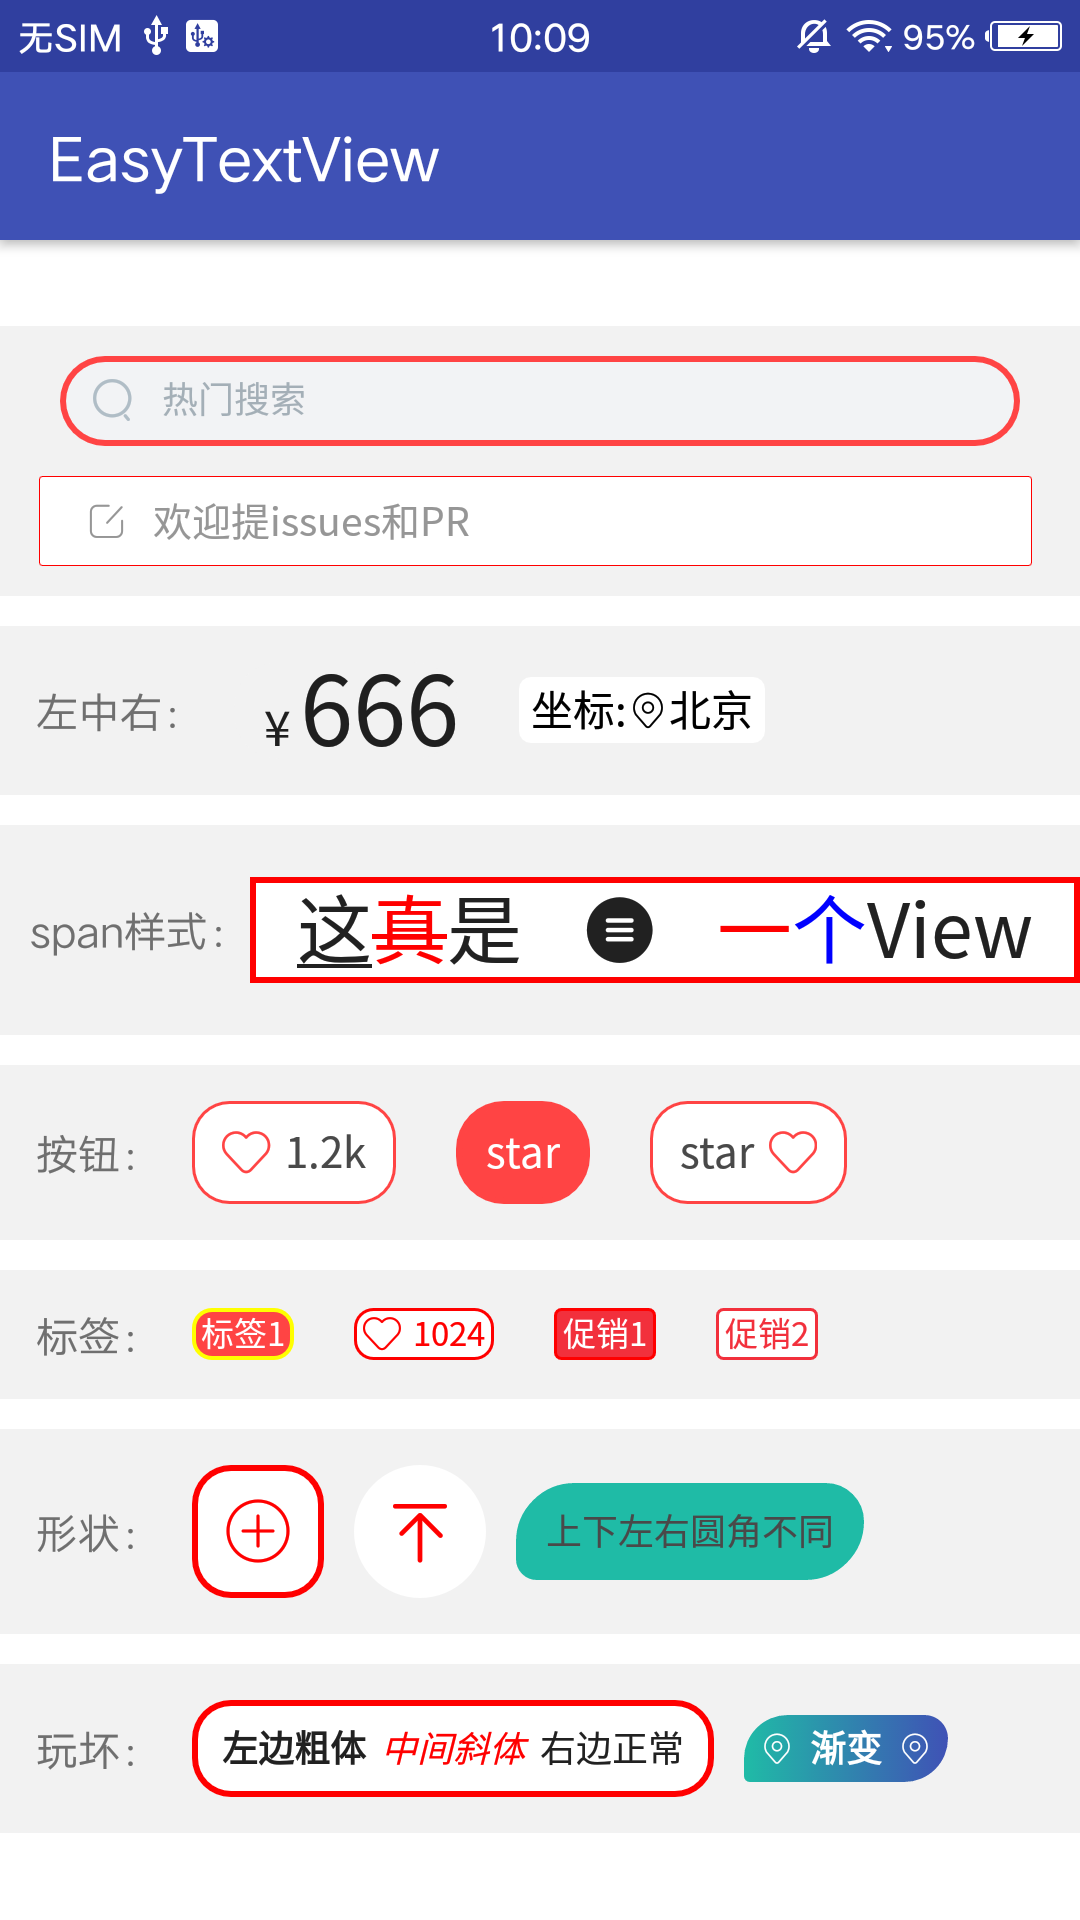 无SIM 10:09 95%
EasyTextView
热门搜索
欢迎提issues和PR
左中右: ¥666 坐标:北京
span样式: 这真是 一个View
按钮: 1.2k star star
标签: 标签1 1024 促销1 促销2
形状: 上下左右圆角不同
玩坏: 左边粗体 中间斜体 右边正常 渐变